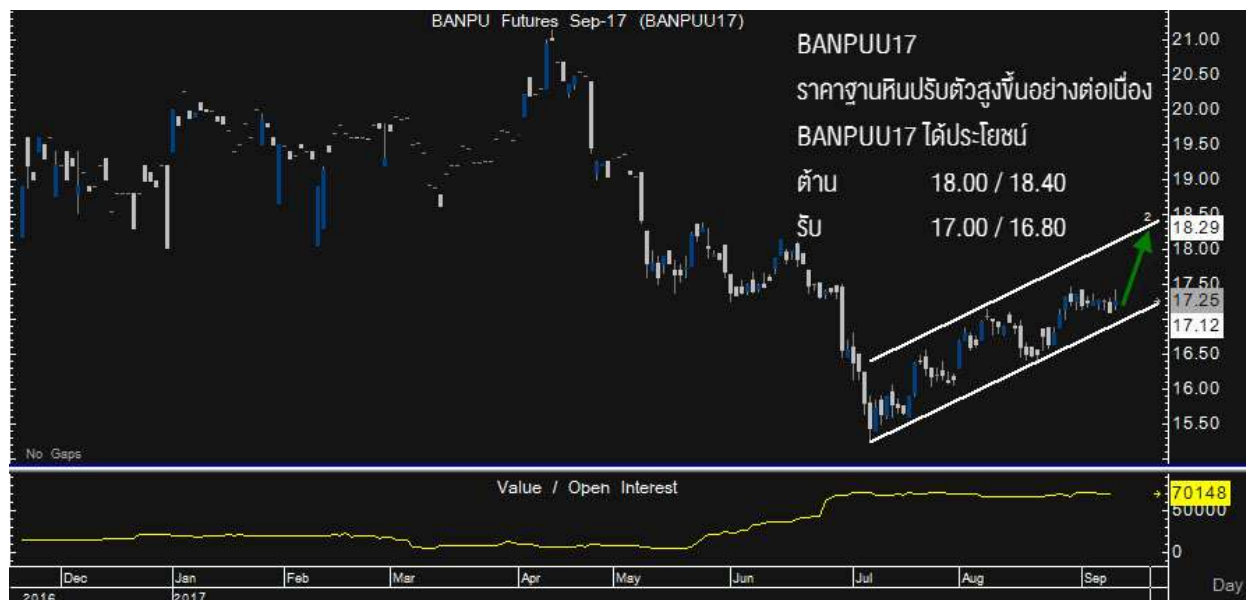 BANPU Futures Sep-17 (BANPUU17)
BANPUU17
ราคาฐานหินปรับตัวสูงขึ้นอย่างต่อเนื่อง
BANPUU17 ได้ประโยชน์
ต้าน 18.00 / 18.40
รับ 17.00 / 16.80
21.00
20.50
20.00
19.50
19.00
18.50
2
18.29
18.00
17.50
17.25
17.12
16.50
16.00
15.50
No Gaps
Value / Open Interest
70148
50000
0
Dec Jan Feb Mar Apr May Jun Jul Aug Sep
2016 2017
Day